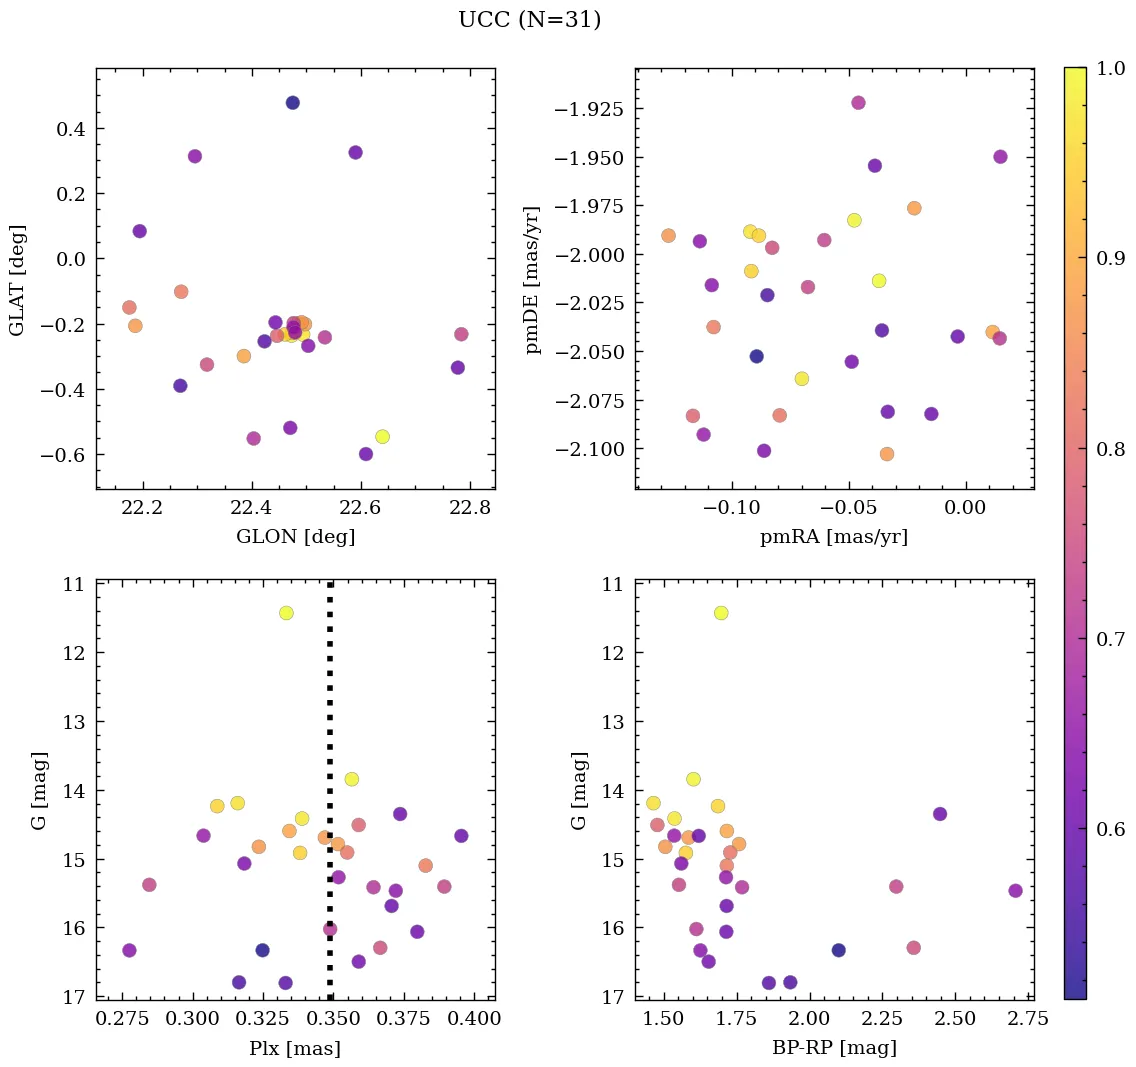 UCC (N=31)
0.4
0.2
0.0
−0.2
−0.4
−0.6
GLAT [deg]
22.2 22.4 22.6 22.8
GLON [deg]
−1.925
−1.950
−1.975
−2.000
−2.025
−2.050
−2.075
−2.100
pmDE [mas/yr]
−0.10 −0.05 0.00
pmRA [mas/yr]
11
12
13
14
15
16
17
G [mag]
0.275 0.300 0.325 0.350 0.375 0.400
Plx [mas]
11
12
13
14
15
16
17
G [mag]
1.50 1.75 2.00 2.25 2.50 2.75
BP-RP [mag]
1.0
0.9
0.8
0.7
0.6